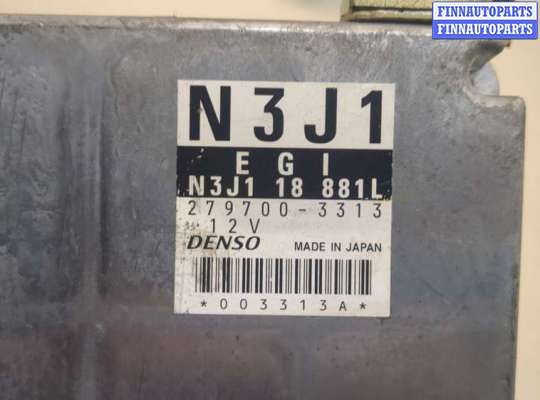 FINNAUTOPARTS
FINNAUTOPARTS
N3J1
EGI
N3J1 18 881L
279700-3313
12V
DENSO MADE IN JAPAN
*003313A*